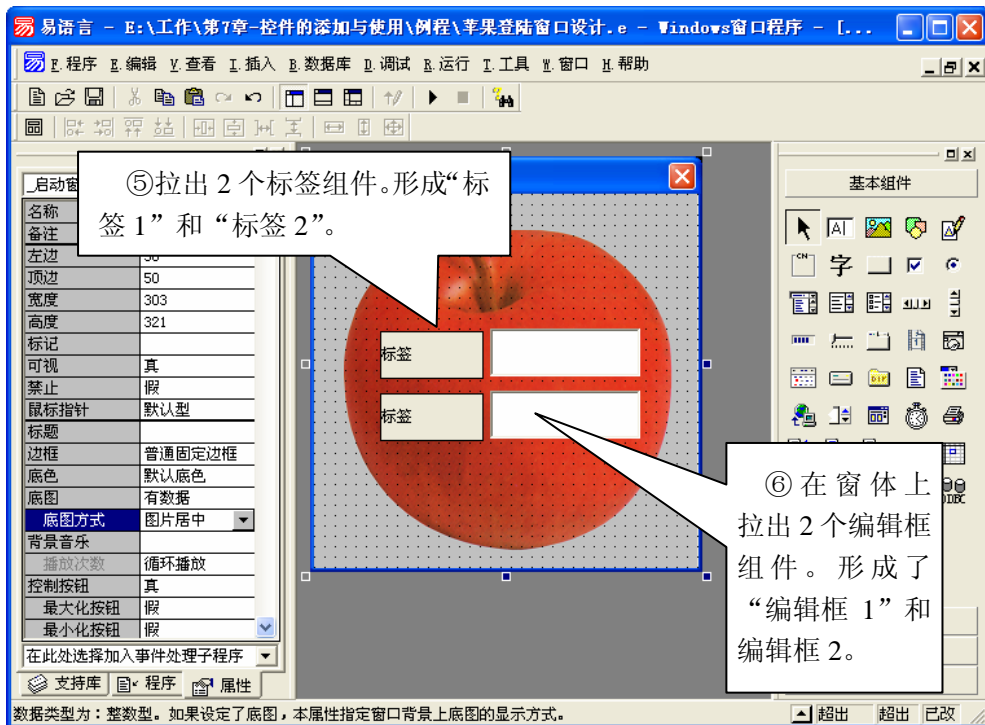 易语言 - E:\工作\第7章-控件的添加与使用\例程\苹果登陆窗口设计.e - Windows窗口程序 - [...
F.程序 E.编辑 V.查看 I.插入 B.数据库 D.调试 R.运行 T.工具 W.窗口 H.帮助
⑤拉出 2 个标签组件。形成“标
签 1”和“标签 2”。
基本组件
_启动窗
名称
备注
左边
顶边 50
宽度 303
高度 321
标记
可视 真
禁止 假
鼠标指针 默认型
标题
边框 普通固定边框
底色 默认底色
底图 有数据
底图方式 图片居中
背景音乐
播放次数 循环播放
控制按钮 真
最大化按钮 假
最小化按钮 假
在此处选择加入事件处理子程序
支持库 程序 属性
标签
标签
⑥在窗体上
拉出 2 个编辑框
组件。形成了
“编辑框 1”和
编辑框 2。
数据类型为：整数型。如果设定了底图，本属性指定窗口背景上底图的显示方式。
超出 超出 已改